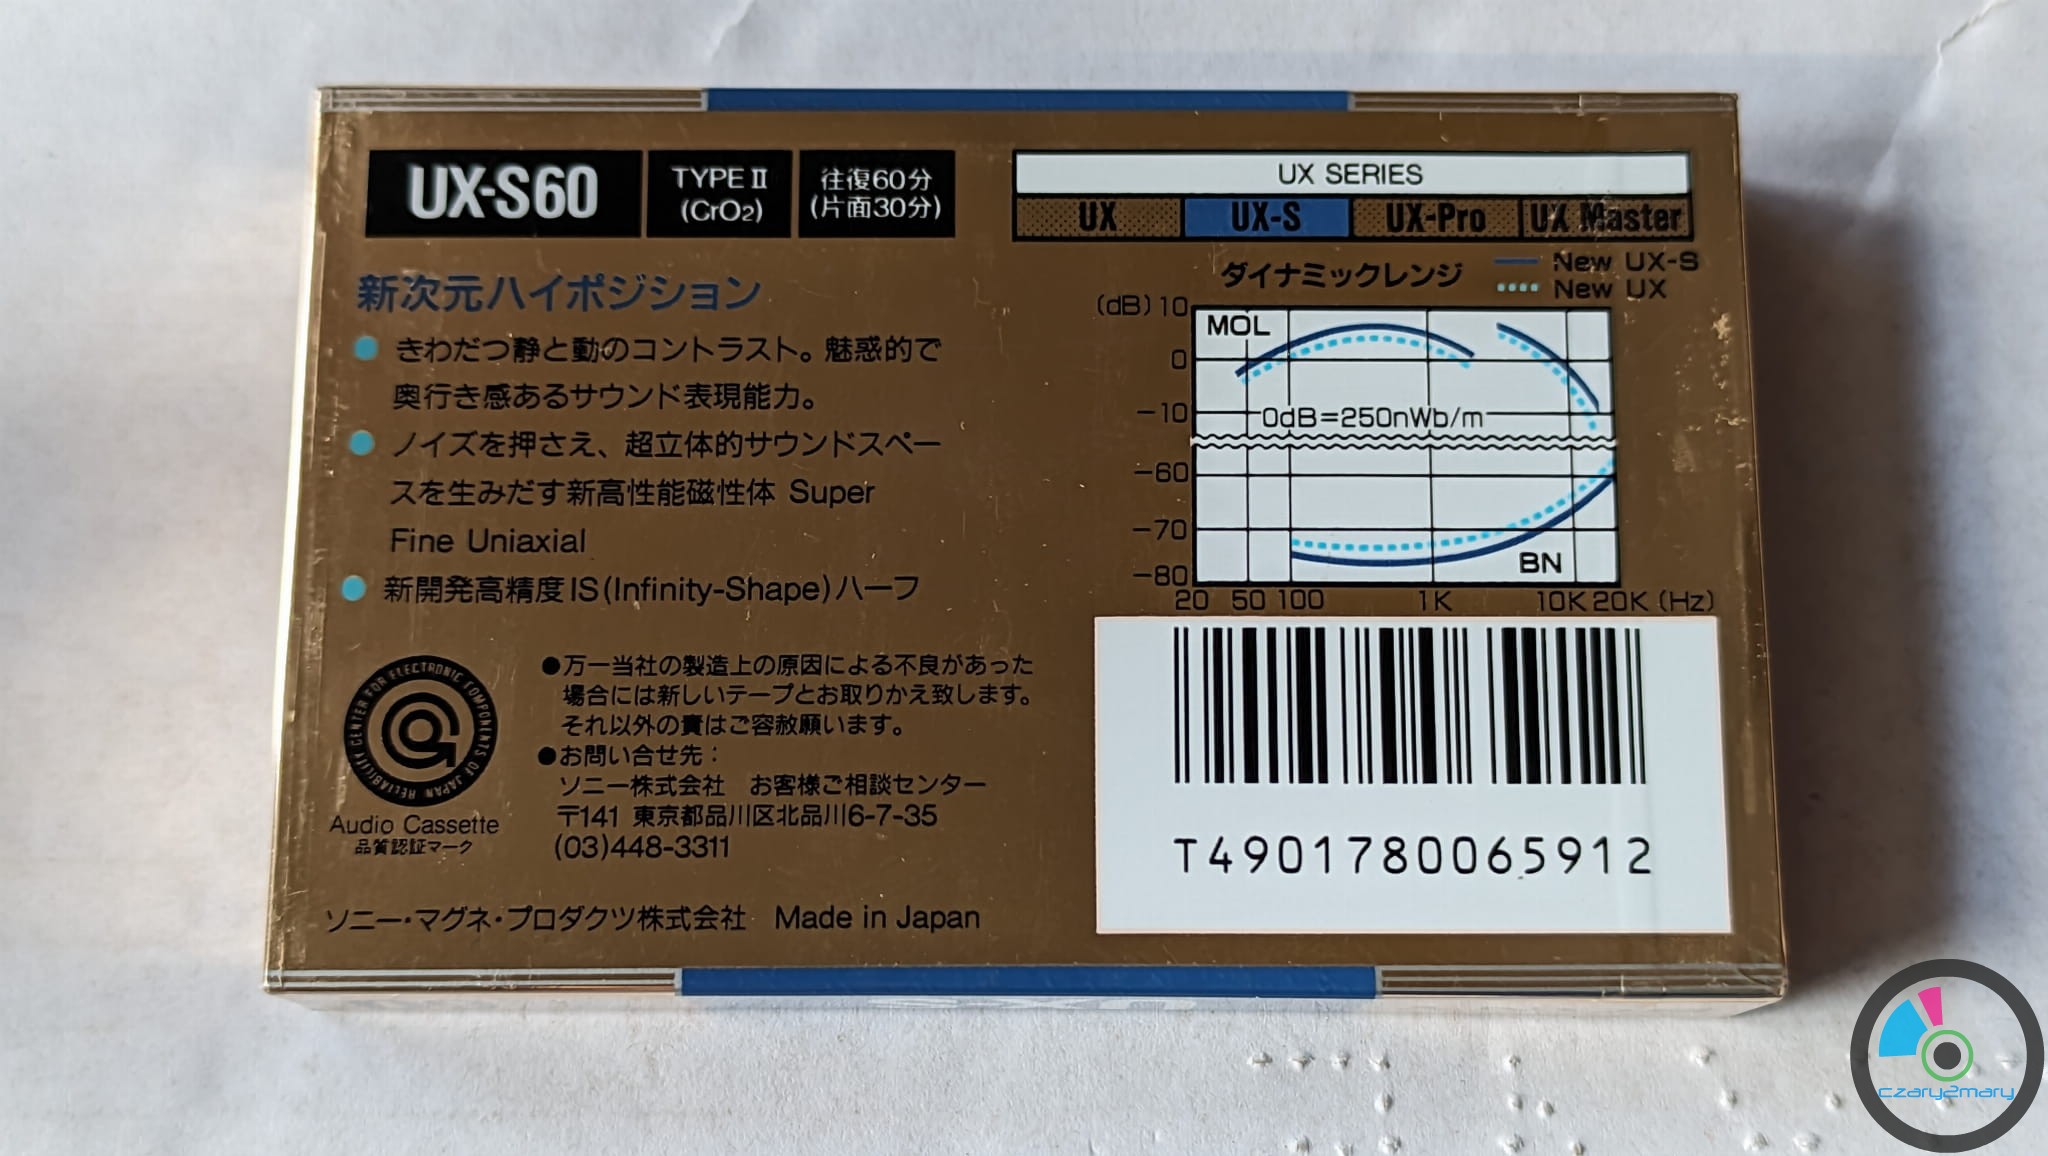 UX-S60
TYPE II
(CrO2)
往復60分
(片面30分)
新次元ハイポジション
きわだつ静と動のコントラスト。魅惑的で
奥行き感あるサウンド表現能力。
ノイズを押さえ、超立体的サウンドスペー
スを生みだす新高性能磁性体 Super
Fine Uniaxial
新開発高精度IS(Infinity-Shape)ハーフ
UX SERIES
UX UX-S UX-Pro UX Master
ダイナミックレンジ
New UX-S
New UX
(dB) 10
MOL
0
-10
0dB=250nWb/m
-60
-70
BN
-80
20 50 100 1K 10K 20K (Hz)
RELIABILITY CENTER FOR ELECTRONIC COMPONENTS OF JAPAN
Audio Cassette
品質認証マーク
●万一当社の製造上の原因による不良があった
場合には新しいテープとお取りかえ致します。
それ以外の責はご容赦願います。
●お問い合せ先：
ソニー株式会社 お客様ご相談センター
〒141 東京都品川区北品川6-7-35
(03)448-3311
ソニー・マグネ・プロダクツ株式会社 Made in Japan
T4901780065912
czary2mary